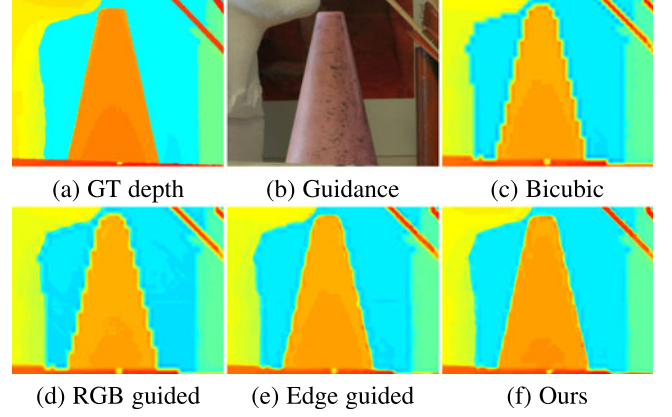 (a) GT depth
(b) Guidance
(c) Bicubic
(d) RGB guided
(e) Edge guided
(f) Ours